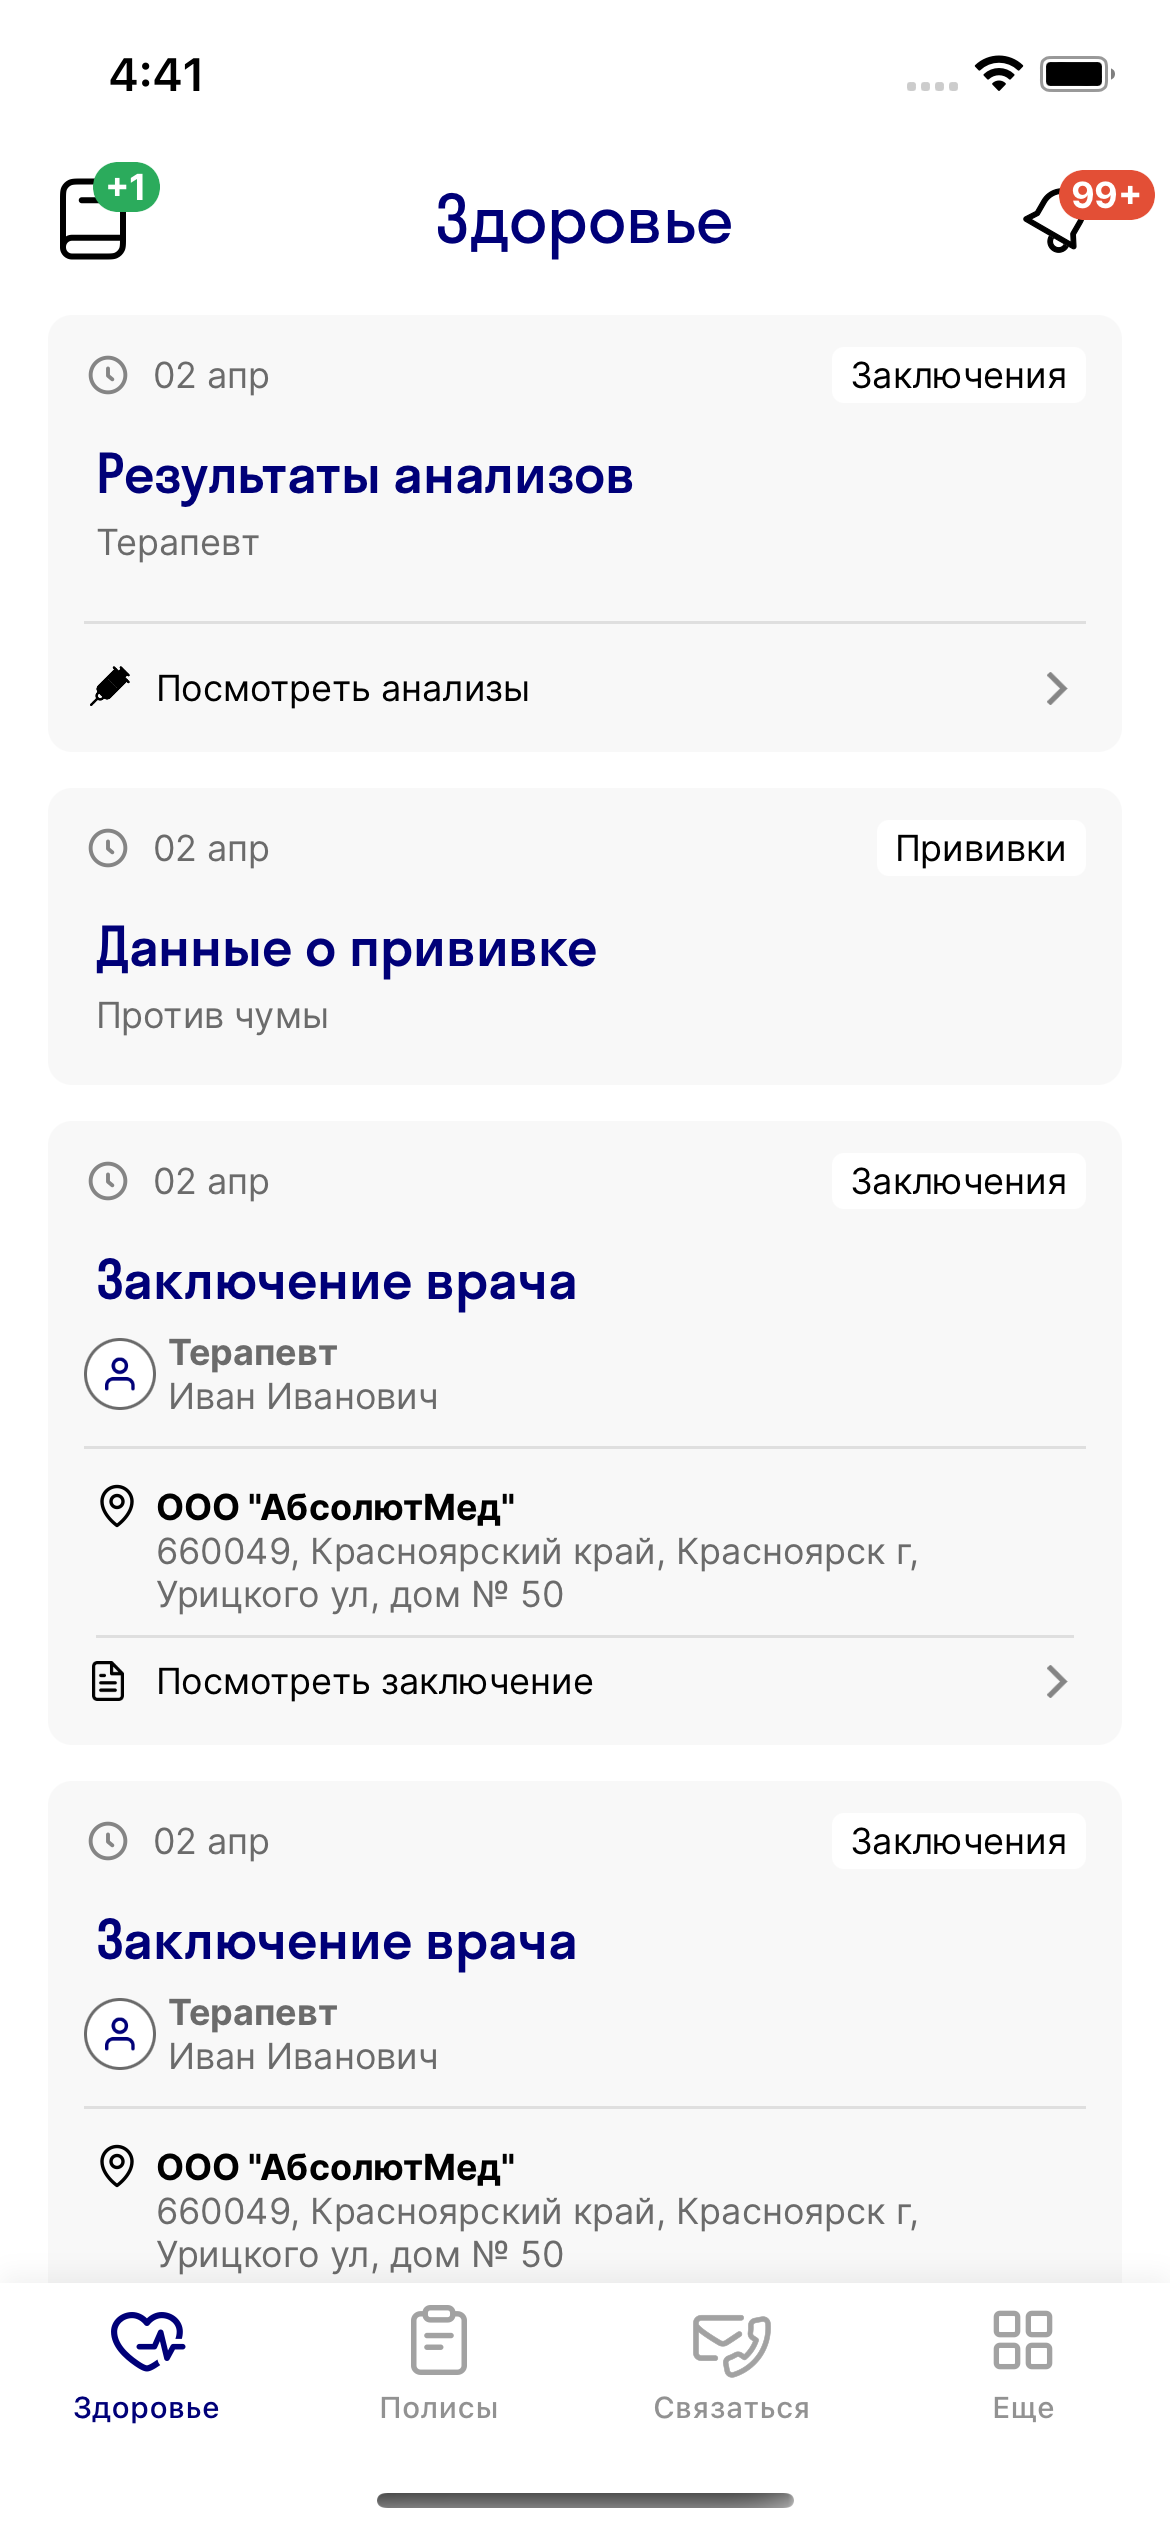 4:41
+1
Здоровье
99+
02 апр
Заключения
Результаты анализов
Терапевт
Посмотреть анализы
02 апр
Прививки
Данные о прививке
Против чумы
02 апр
Заключения
Заключение врача
Терапевт
Иван Иванович
ООО "АбсолютМед"
660049, Красноярский край, Красноярск г,
Урицкого ул, дом № 50
Посмотреть заключение
02 апр
Заключения
Заключение врача
Терапевт
Иван Иванович
ООО "АбсолютМед"
660049, Красноярский край, Красноярск г,
Урицкого ул, дом № 50
Здоровье
Полисы
Связаться
Еще